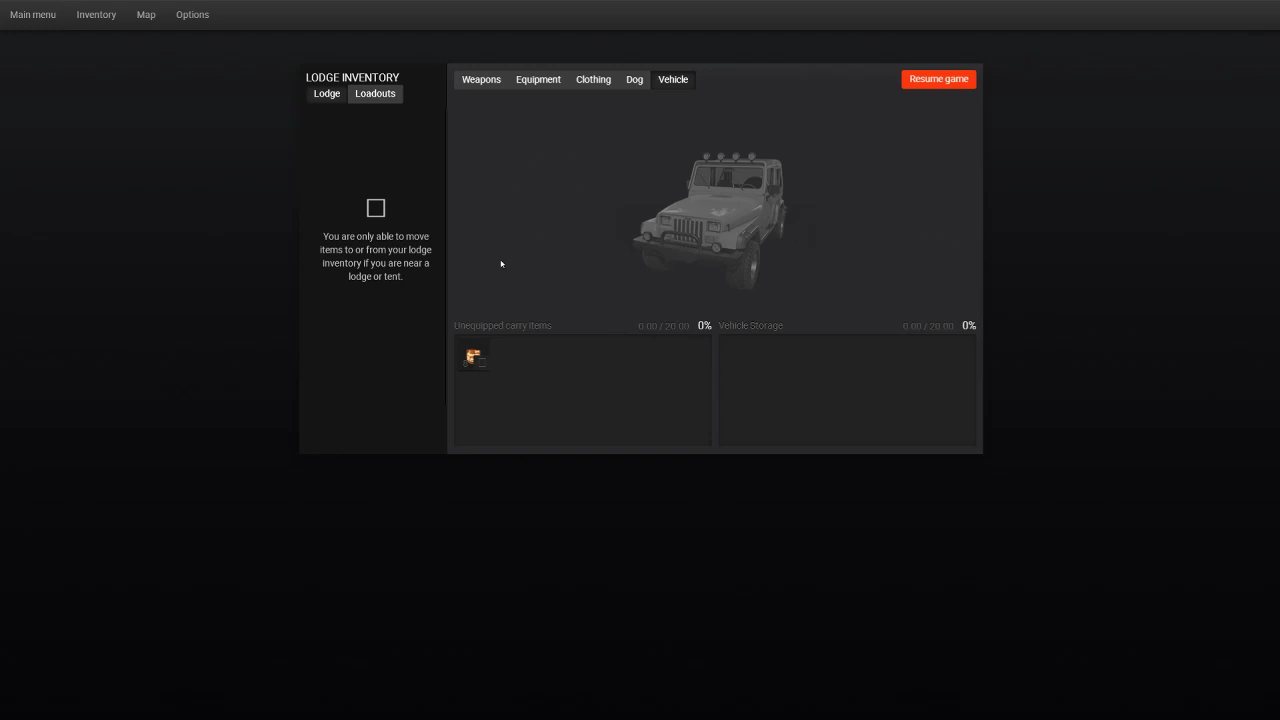 Main menu Inventory Map Options
LODGE INVENTORY
Lodge Loadouts
Weapons Equipment Clothing Dog Vehicle
Resume game
You are only able to move
items to or from your lodge
inventory if you are near a
lodge or tent.
Unequipped carry items 0.00 / 20.00 0%
Vehicle Storage 0.00 / 20.00 0%